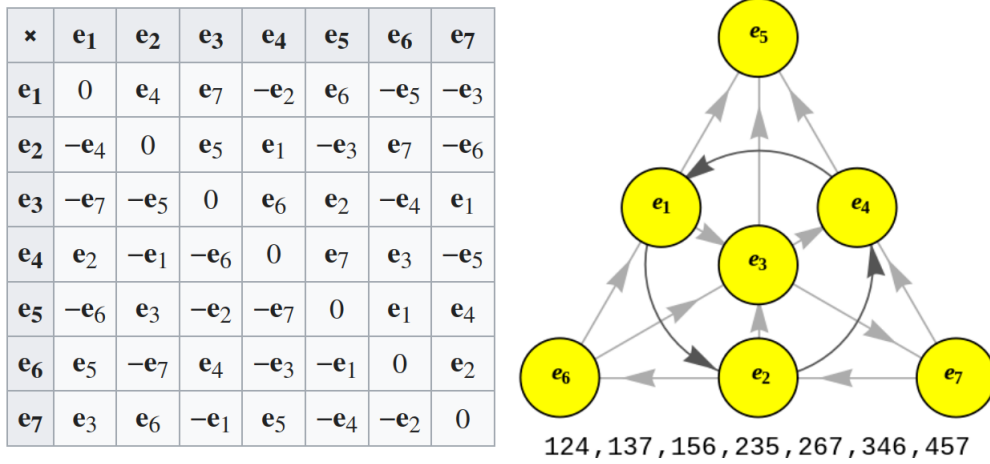 × e₁ e₂ e₃ e₄ e₅ e₆ e₇
e₁ 0 e₄ e₇ −e₂ e₆ −e₅ −e₃
e₂ −e₄ 0 e₅ e₁ −e₃ e₇ −e₆
e₃ −e₇ −e₅ 0 e₆ e₂ −e₄ e₁
e₄ e₂ −e₁ −e₆ 0 e₇ e₃ −e₅
e₅ −e₆ e₃ −e₂ −e₇ 0 e₁ e₄
e₆ e₅ −e₇ e₄ −e₃ −e₁ 0 e₂
e₇ e₃ e₆ −e₁ e₅ −e₄ −e₂ 0
e₅
e₁ e₄
e₃
e₆ e₂ e₇
124,137,156,235,267,346,457